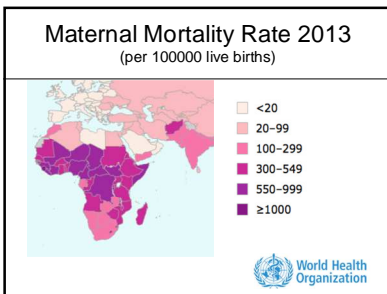 Maternal Mortality Rate 2013
(per 100000 live births)
<20
20–99
100–299
300–549
550–999
≥1000
World Health
Organization